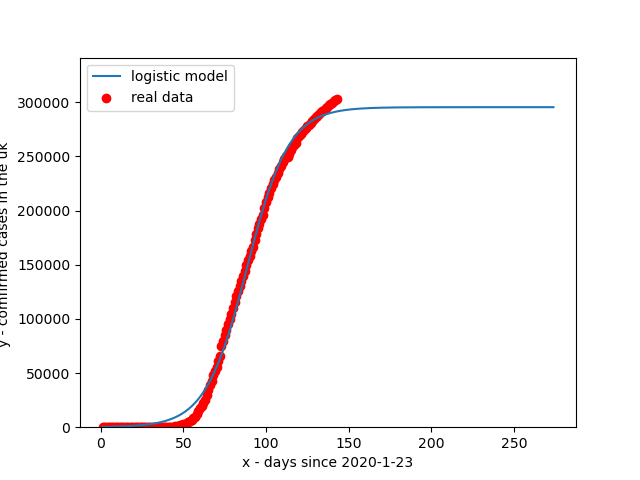 logistic model
real data
y - comfirmed cases in the uk
300000
250000
200000
150000
100000
50000
0
0 50 100 150 200 250
x - days since 2020-1-23